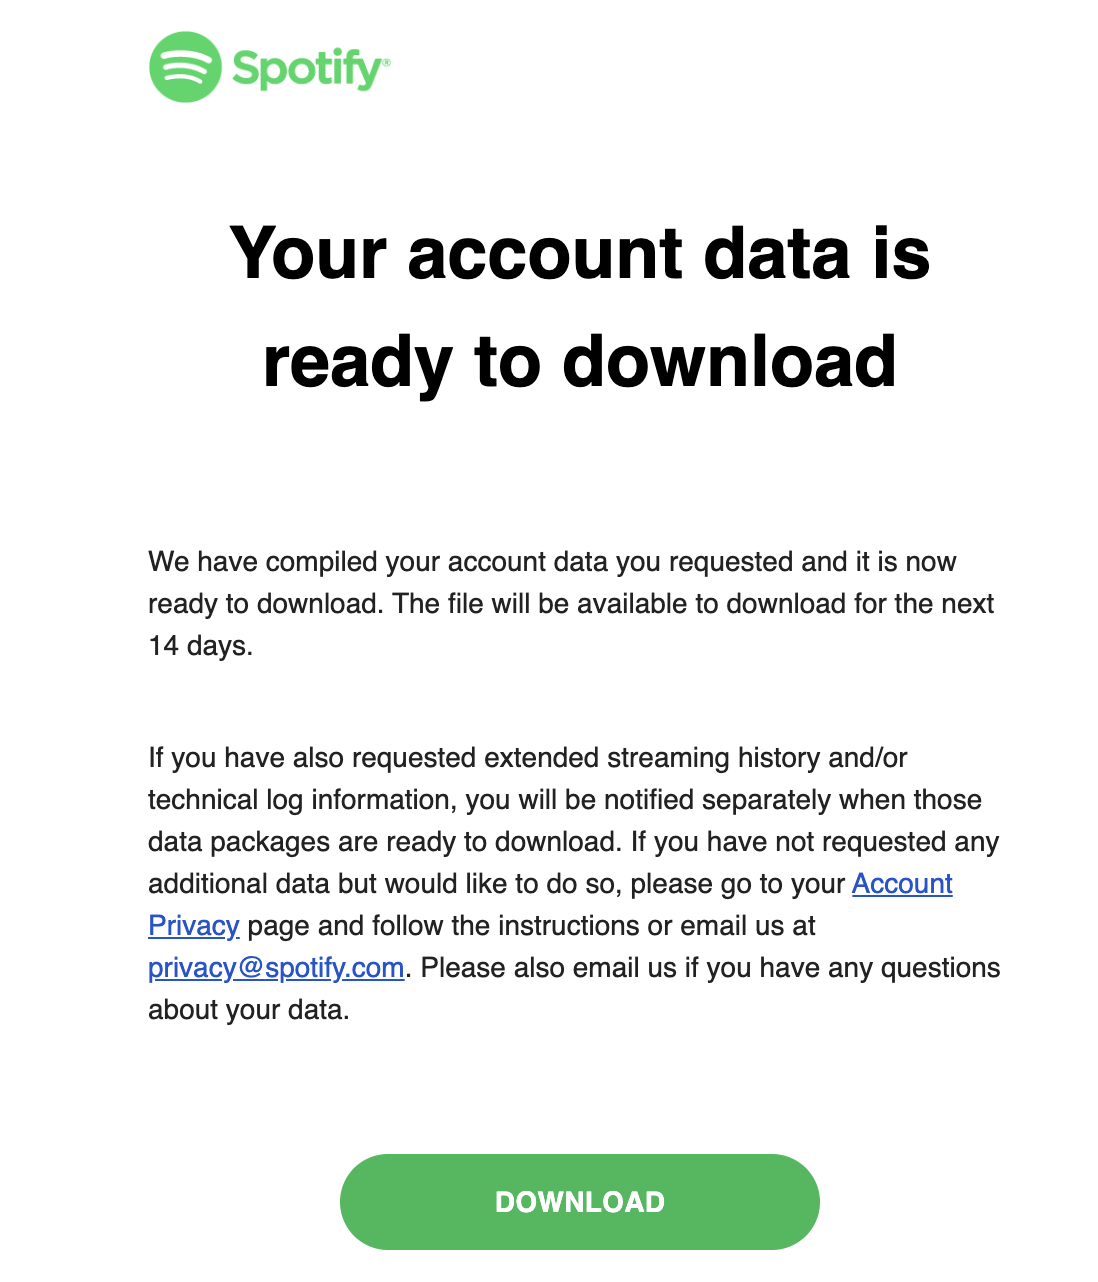 Spotify®
Your account data is
ready to download
We have compiled your account data you requested and it is now
ready to download. The file will be available to download for the next
14 days.
If you have also requested extended streaming history and/or
technical log information, you will be notified separately when those
data packages are ready to download. If you have not requested any
additional data but would like to do so, please go to your Account
Privacy page and follow the instructions or email us at
privacy@spotify.com. Please also email us if you have any questions
about your data.
DOWNLOAD